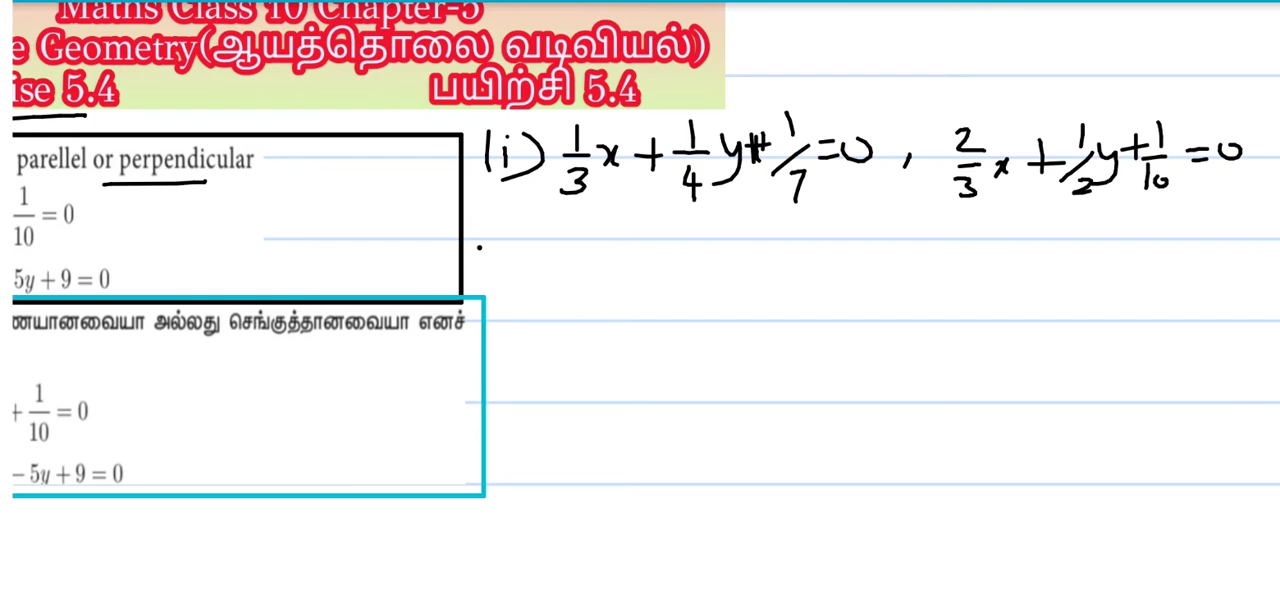 Maths Class 10 Chapter-5
e Geometry(ஆயத்தொலை வடிவியல்)
ise 5.4 பயிற்சி 5.4
parellel or perpendicular
1/10 = 0
5y + 9 = 0
ணையானவையா அல்லது செங்குத்தானவையா எனச்
+ 1/10 = 0
− 5y + 9 = 0
(i) 1/3 x + 1/4 y + 1/7 = 0 , 2/3 x + 1/2 y + 1/10 = 0